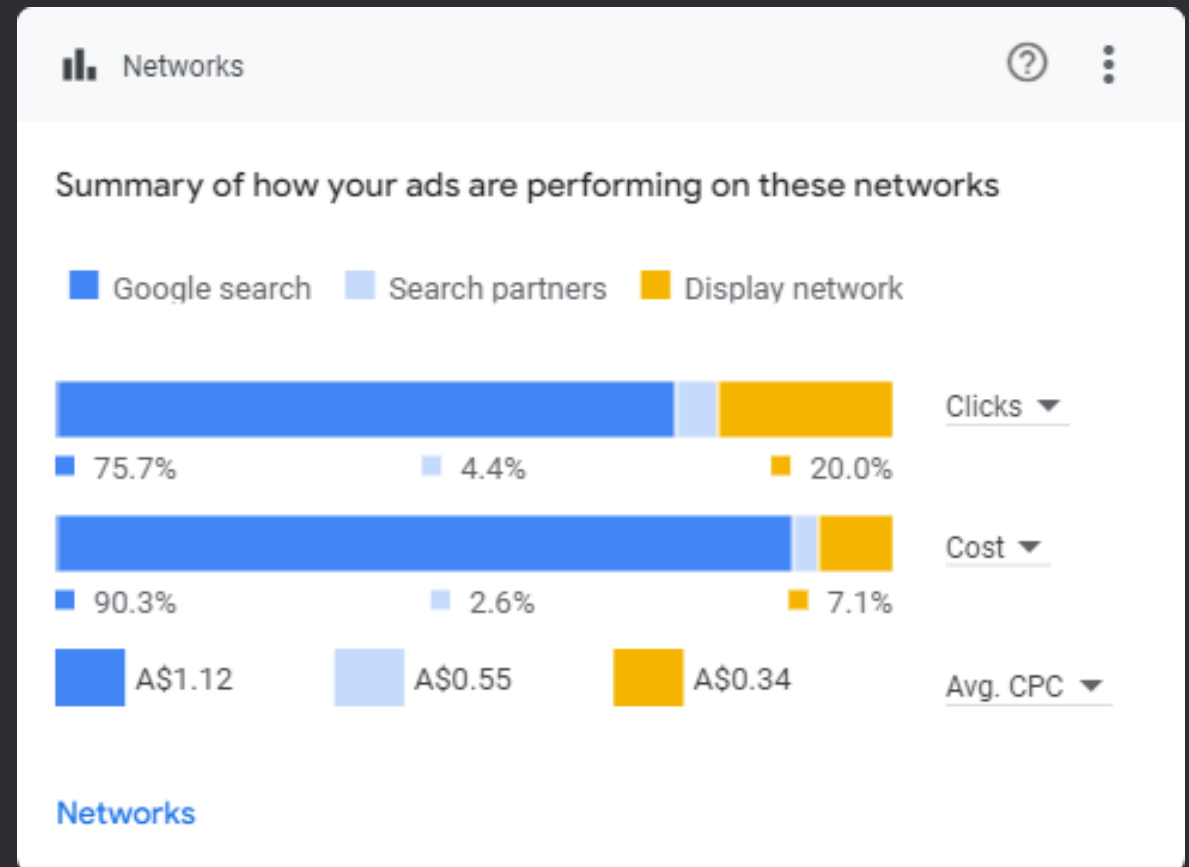 Networks
Summary of how your ads are performing on these networks
Google search Search partners Display network
Clicks
75.7% 4.4% 20.0%
Cost
90.3% 2.6% 7.1%
A$1.12 A$0.55 A$0.34 Avg. CPC
Networks